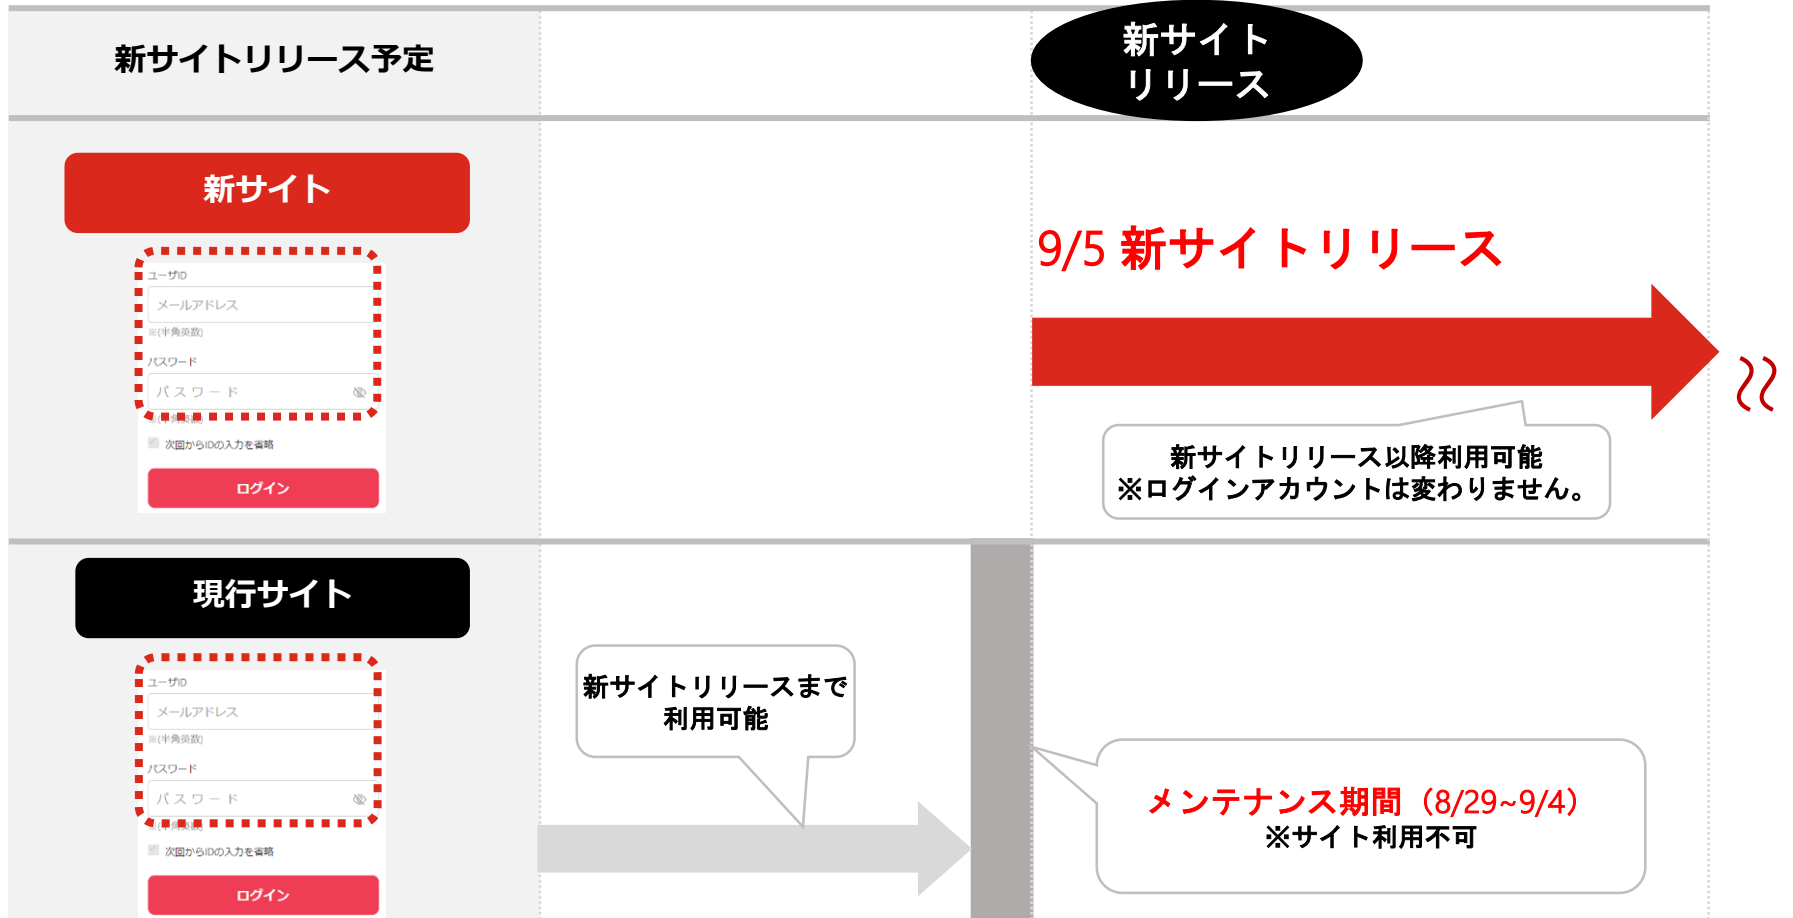 新サイトリリース予定
新サイト
リリース
新サイト
ユーザID
メールアドレス
※(半角英数)
パスワード
パスワード
※(半角英数)
次回からIDの入力を省略
ログイン
9/5 新サイトリリース
新サイトリリース以降利用可能
※ログインアカウントは変わりません。
現行サイト
ユーザID
メールアドレス
※(半角英数)
パスワード
パスワード
※(半角英数)
次回からIDの入力を省略
ログイン
新サイトリリースまで
利用可能
メンテナンス期間（8/29~9/4）
※サイト利用不可